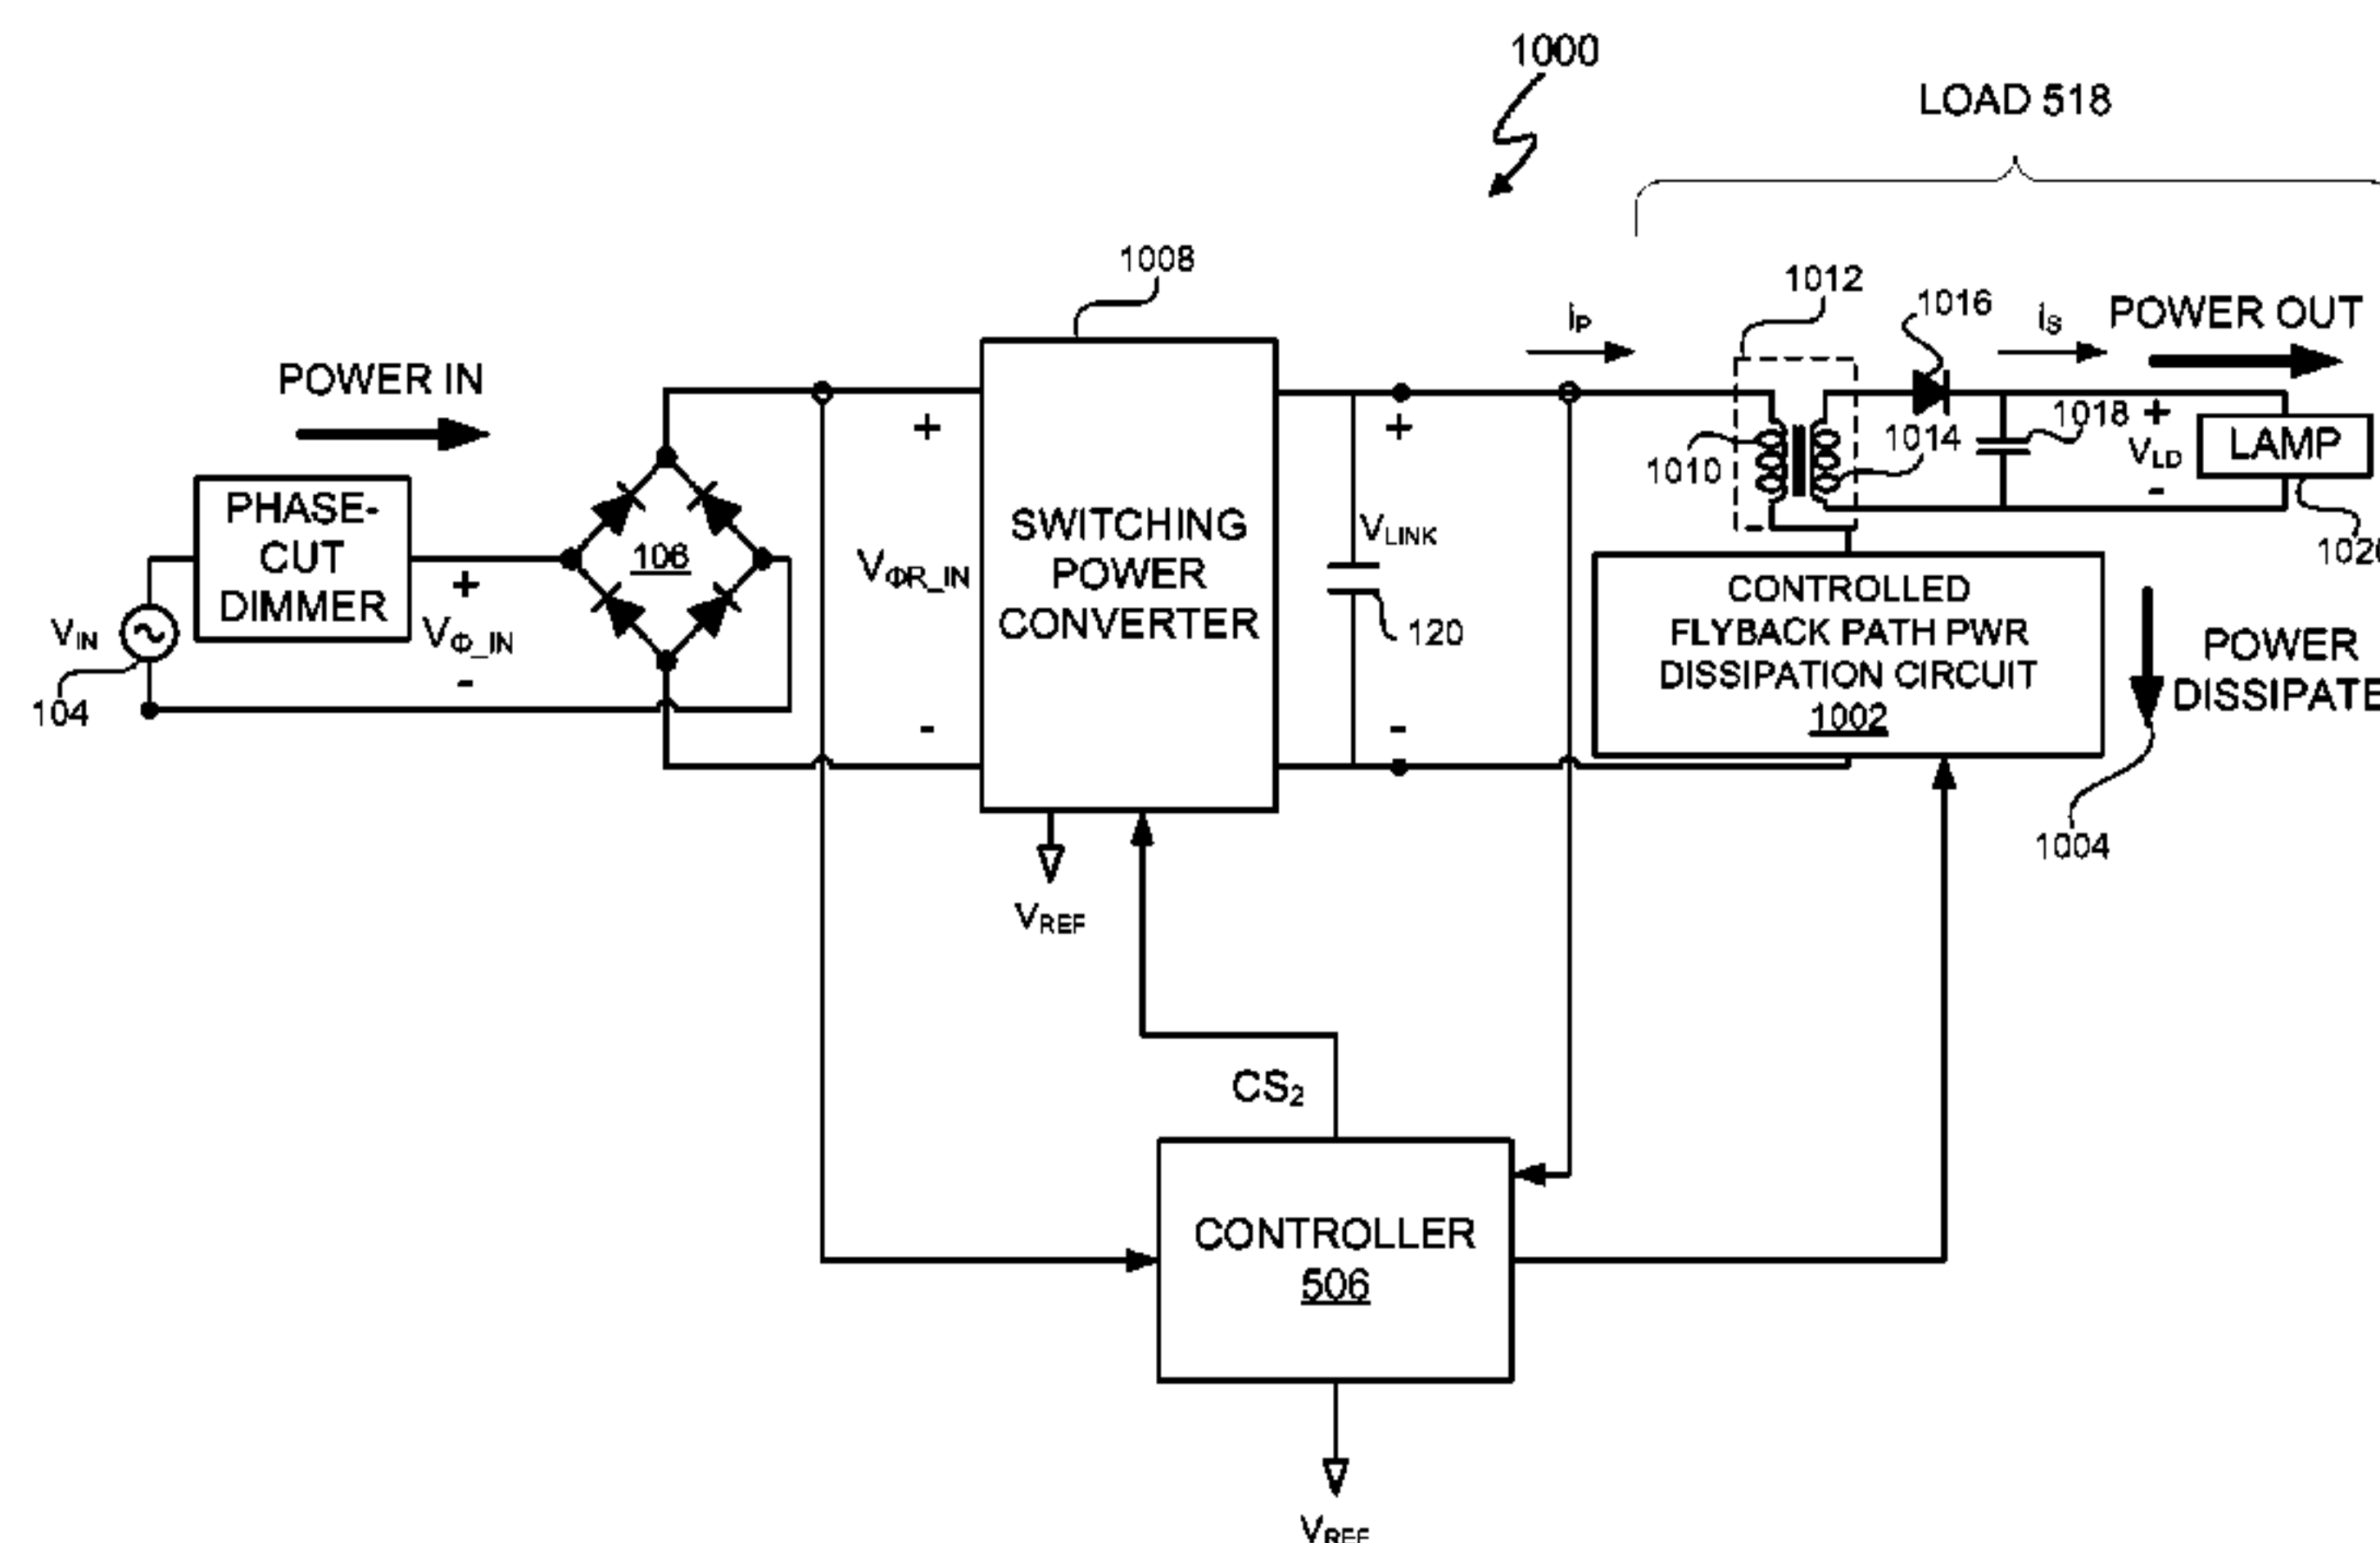 1000
LOAD 518
1008
1012
1016
iP
iS
POWER OUT
POWER IN
1010
1014
1018
+
VLD
-
LAMP
PHASE-
CUT
DIMMER
+
VΦ_IN
-
106
+
VΦR_IN
-
SWITCHING
POWER
CONVERTER
+
VLINK
-
120
VIN
104
CONTROLLED
FLYBACK PATH PWR
DISSIPATION CIRCUIT
1002
POWER
1004
VREF
CS2
CONTROLLER
506
VREF